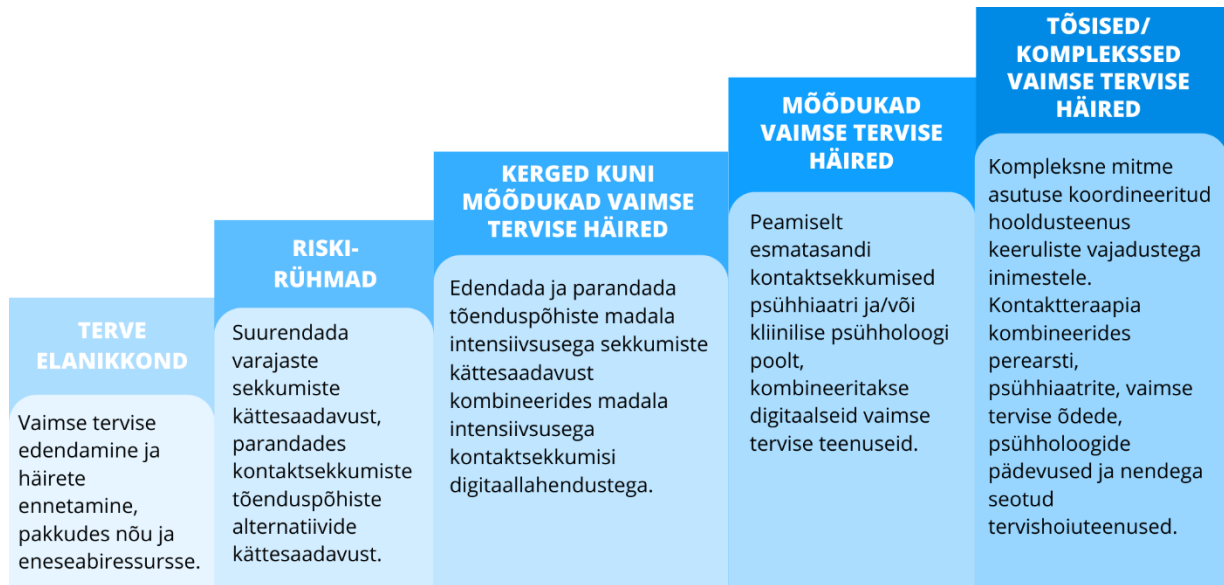 TERVE
ELANIKKOND
Vaimse tervise
edendamine ja
häirete
ennetamine,
pakkudes nõu ja
eneseabiressursse.
RISKI-
RÜHMAD
Suurendada
varajaste
sekkumiste
kättesaadavust,
parandades
kontaktsekkumiste
tõenduspõhiste
alternatiivide
kättesaadavust.
KERGED KUNI
MÕÕDUKAD VAIMSE
TERVISE HÄIRED
Edendada ja parandada
tõenduspõhiste madala
intensiivsusega sekkumiste
kättesaadavust
kombineerides madala
intensiivsusega
kontaktsekkumisi
digitaallahendustega.
MÕÕDUKAD
VAIMSE TERVISE
HÄIRED
Peamiselt
esmatasandi
kontaktsekkumised
psühhiaatri ja/või
kliinilise psühholoogi
poolt,
kombineeritakse
digitaalseid vaimse
tervise teenuseid.
TÕSISED/
KOMPLEKSSED
VAIMSE TERVISE
HÄIRED
Kompleksne mitme
asutuse koordineeritud
hooldusteenus
keeruliste vajadustega
inimestele.
Kontaktteraapia
kombineerides
perearsti,
psühhiaatrite, vaimse
tervise õdede,
psühholoogide
pädevused ja nendega
seotud
tervishoiuteenused.